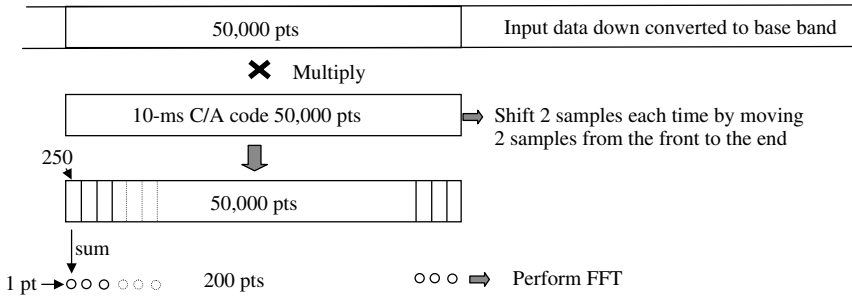 50,000 pts
Input data down converted to base band
Multiply
10-ms C/A code 50,000 pts
Shift 2 samples each time by moving
2 samples from the front to the end
250
50,000 pts
sum
1 pt
200 pts
Perform FFT